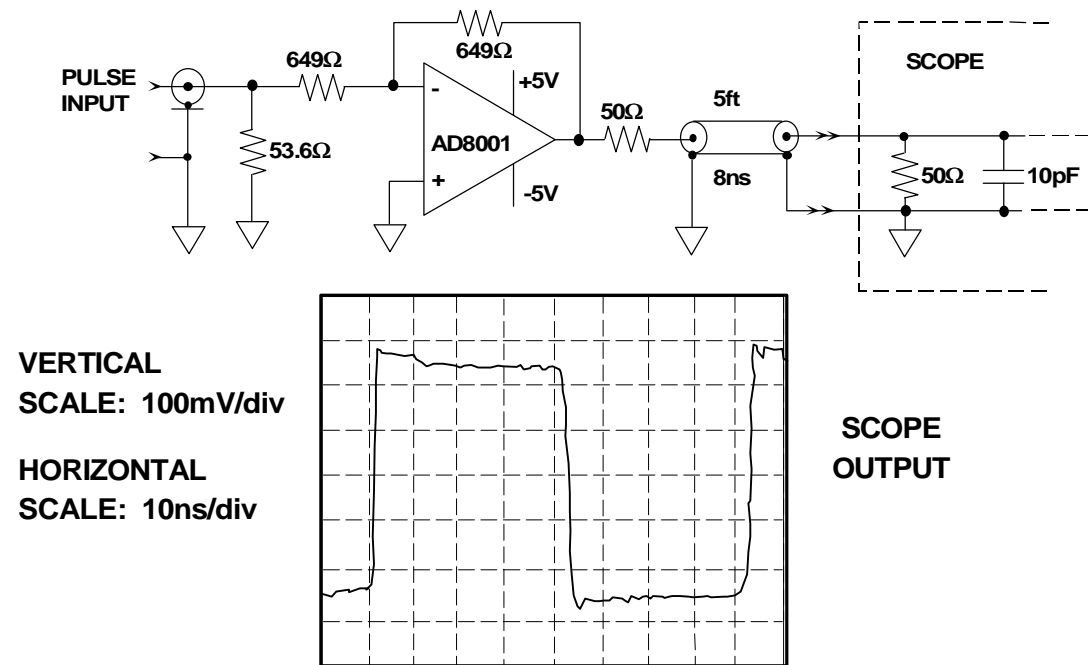 649Ω
SCOPE
PULSE
INPUT
649Ω
-
+5V
50Ω
5ft
53.6Ω
AD8001
+
-5V
8ns
50Ω
10pF
VERTICAL
SCALE: 100mV/div
HORIZONTAL
SCALE: 10ns/div
SCOPE
OUTPUT